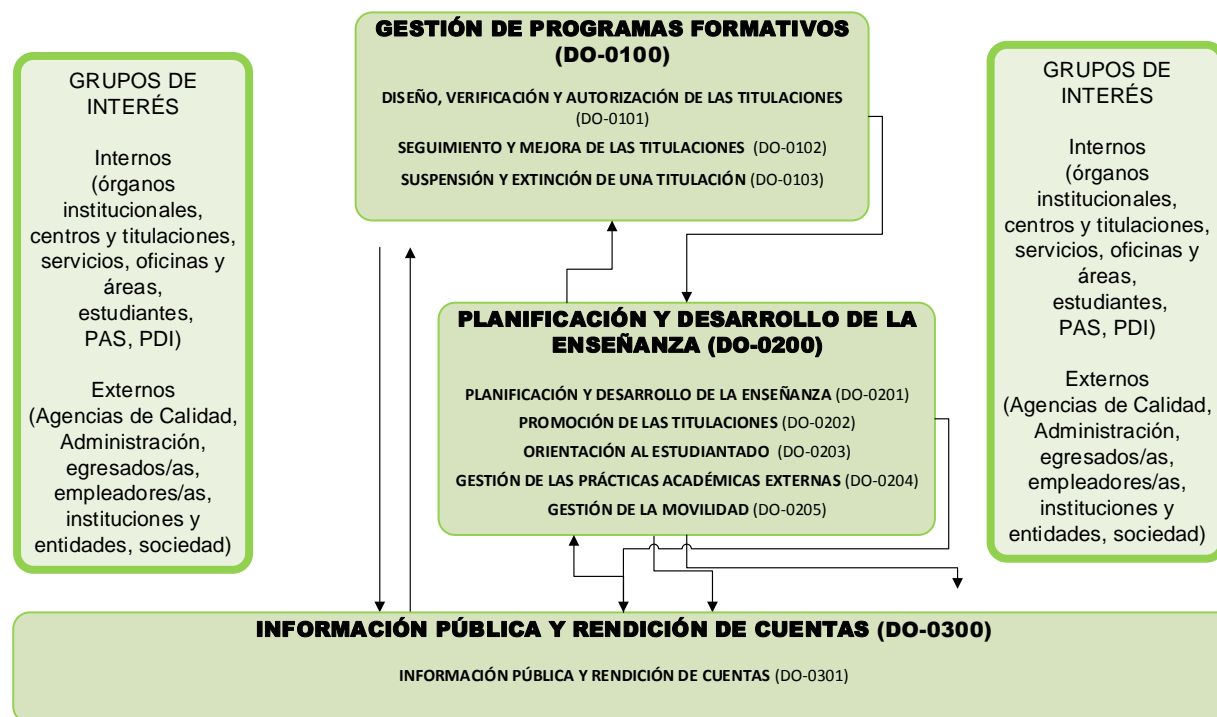 GESTIÓN DE PROGRAMAS FORMATIVOS
(DO-0100)
DISEÑO, VERIFICACIÓN Y AUTORIZACIÓN DE LAS TITULACIONES
(DO-0101)
SEGUIMIENTO Y MEJORA DE LAS TITULACIONES (DO-0102)
SUSPENSIÓN Y EXTINCIÓN DE UNA TITULACIÓN (DO-0103)
GRUPOS DE
INTERÉS
Internos
(órganos
institucionales,
centros y titulaciones,
servicios, oficinas y
áreas,
estudiantes,
PAS, PDI)
Externos
(Agencias de Calidad,
Administración,
egresados/as,
empleadores/as,
instituciones y
entidades, sociedad)
PLANIFICACIÓN Y DESARROLLO DE LA
ENSEÑANZA (DO-0200)
PLANIFICACIÓN Y DESARROLLO DE LA ENSEÑANZA (DO-0201)
PROMOCIÓN DE LAS TITULACIONES (DO-0202)
ORIENTACIÓN AL ESTUDIANTADO (DO-0203)
GESTIÓN DE LAS PRÁCTICAS ACADÉMICAS EXTERNAS (DO-0204)
GESTIÓN DE LA MOVILIDAD (DO-0205)
GRUPOS DE
INTERÉS
Internos
(órganos
institucionales,
centros y titulaciones,
servicios, oficinas y
áreas,
estudiantes,
PAS, PDI)
Externos
(Agencias de Calidad,
Administración,
egresados/as,
empleadores/as,
instituciones y
entidades, sociedad)
INFORMACIÓN PÚBLICA Y RENDICIÓN DE CUENTAS (DO-0300)
INFORMACIÓN PÚBLICA Y RENDICIÓN DE CUENTAS (DO-0301)